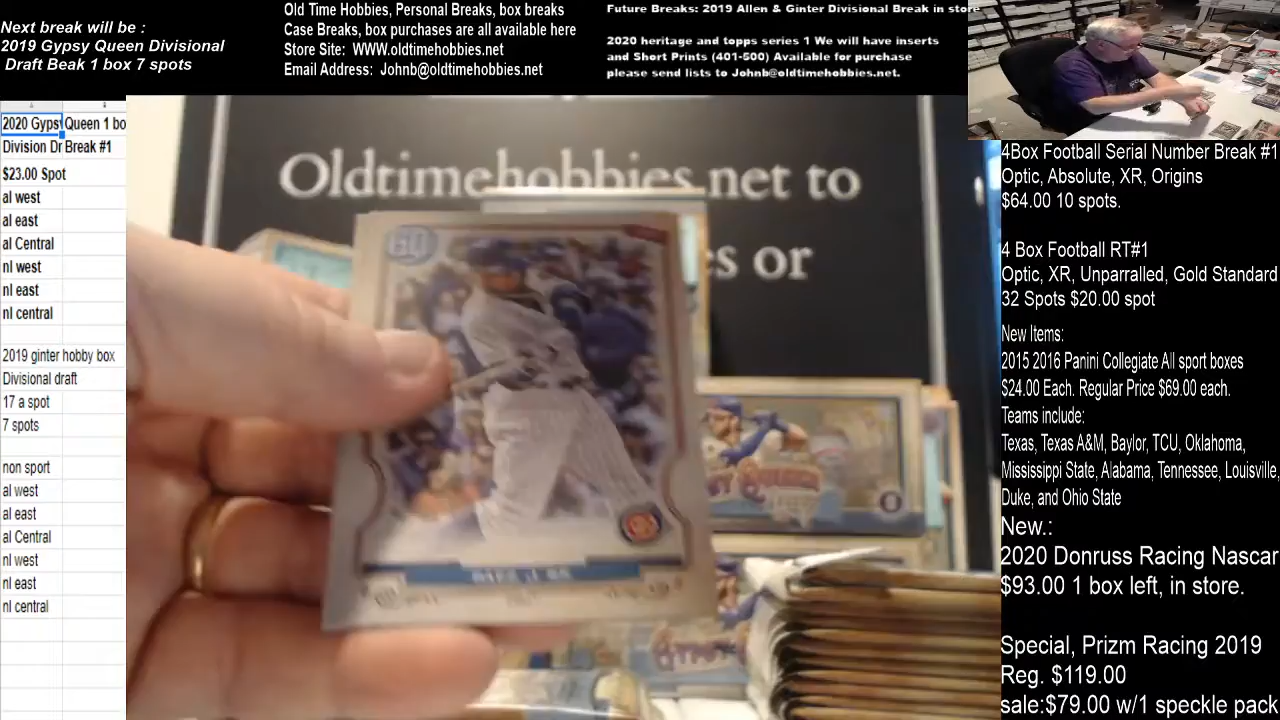 Next break will be :
2019 Gypsy Queen Divisional
Draft Beak 1 box 7 spots
Old Time Hobbies, Personal Breaks, box breaks
Case Breaks, box purchases are all available here
Store Site: WWW.oldtimehobbies.net
Email Address: Johnb@oldtimehobbies.net
Future Breaks: 2019 Allen & Ginter Divisional Break in store
2020 heritage and topps series 1 We will have inserts
and Short Prints (401-500) Available for purchase
please send lists to Johnb@oldtimehobbies.net.
2020 Gypsy Queen 1 bo
Division Dr Break #1
$23.00 Spot
al west
al east
al Central
nl west
nl east
nl central
2019 ginter hobby box
Divisional draft
17 a spot
7 spots
non sport
al west
al east
al Central
nl west
nl east
nl central
Oldtimehobbies.net to
es or
GQ
4Box Football Serial Number Break #1
Optic, Absolute, XR, Origins
$64.00 10 spots.
4 Box Football RT#1
Optic, XR, Unparralled, Gold Standard
32 Spots $20.00 spot
New Items:
2015 2016 Panini Collegiate All sport boxes
$24.00 Each. Regular Price $69.00 each.
Teams include:
Texas, Texas A&M, Baylor, TCU, Oklahoma,
Mississippi State, Alabama, Tennessee, Louisville,
Duke, and Ohio State
New.:
2020 Donruss Racing Nascar
$93.00 1 box left, in store.
Special, Prizm Racing 2019
Reg. $119.00
sale:$79.00 w/1 speckle pack